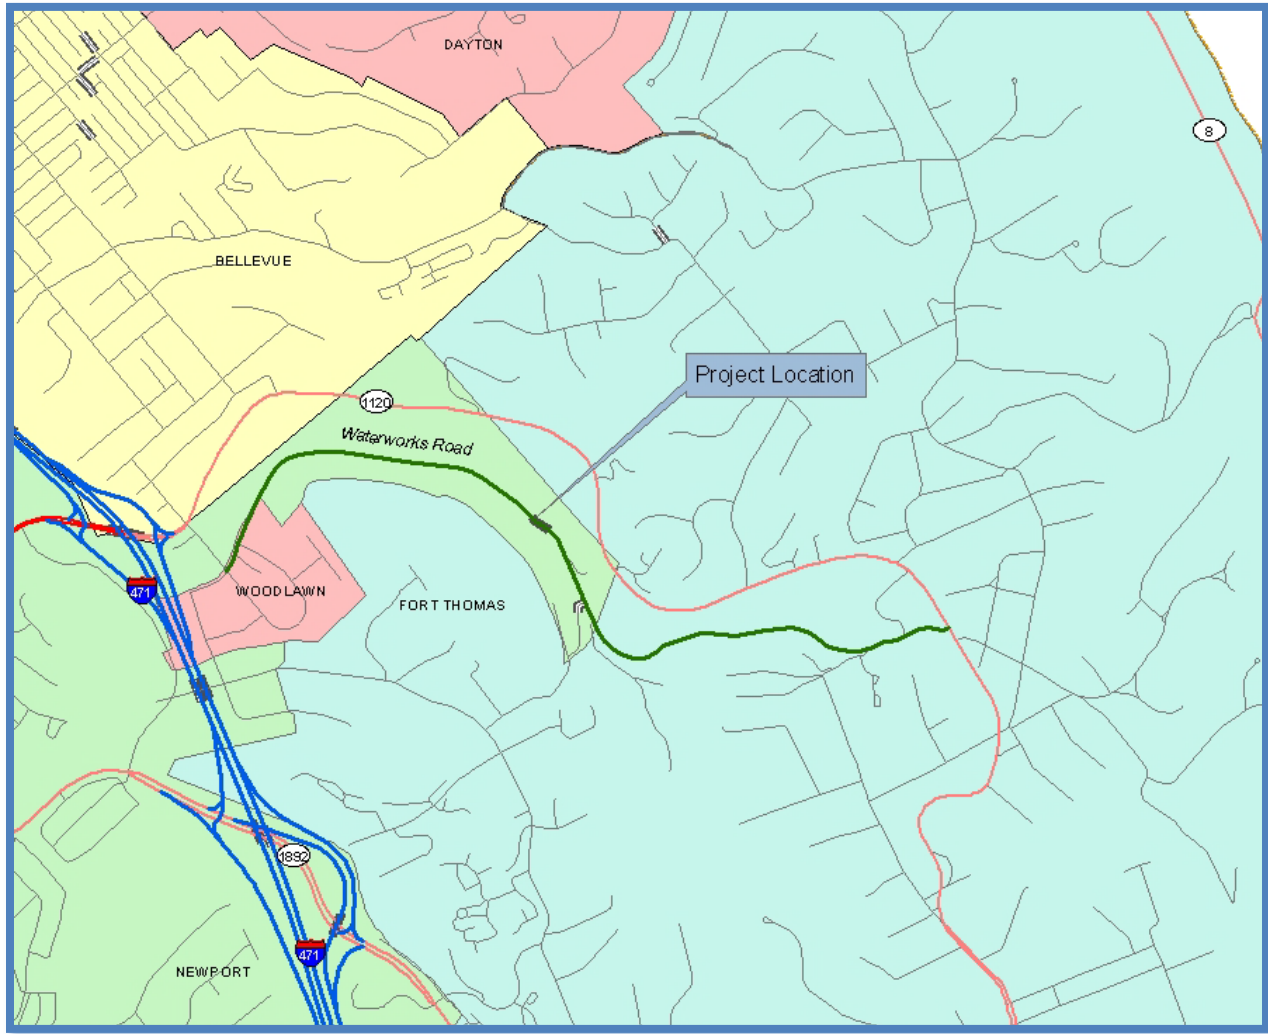 DAYTON
8
BELLEVUE
Project Location
1120
Waterworks Road
471
WOODLAWN
FORT THOMAS
1892
471
NEWPORT